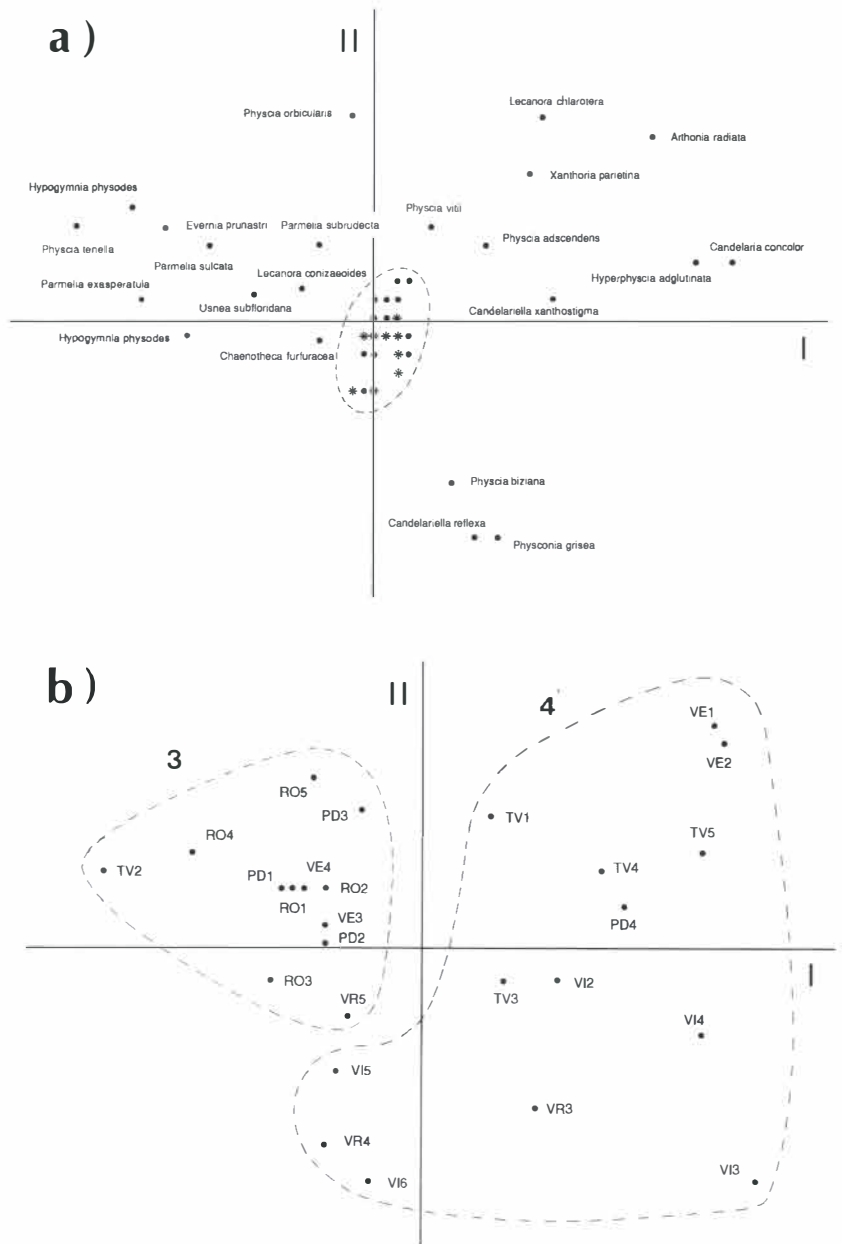 a )
II
Physcia orbicularis
Lecanora chlarotera
Arthonia radiata
Xanthoria parietina
Hypogymnia physodes
Physcia vitii
Physcia tenella
Evernia prunastri
Parmelia subrudecta
Physcia adscendens
Candelaria concolor
Parmelia sulcata
Lecanora conizaeoides
Hyperphyscia adglutinata
Parmelia exasperatula
Usnea subfloridana
Candelariella xanthostigma
Hypogymnia physodes
Chaenotheca furfuracea
I
Physcia biziana
Candelariella reflexa
Physconia grisea
b )
II
4
VE1
VE2
3
RO5
PD3
TV1
RO4
TV5
TV2
PD1
VE4
RO2
TV4
RO1
VE3
PD4
PD2
I
RO3
TV3
VI2
VR5
VI4
VI5
VR3
VR4
VI6
VI3